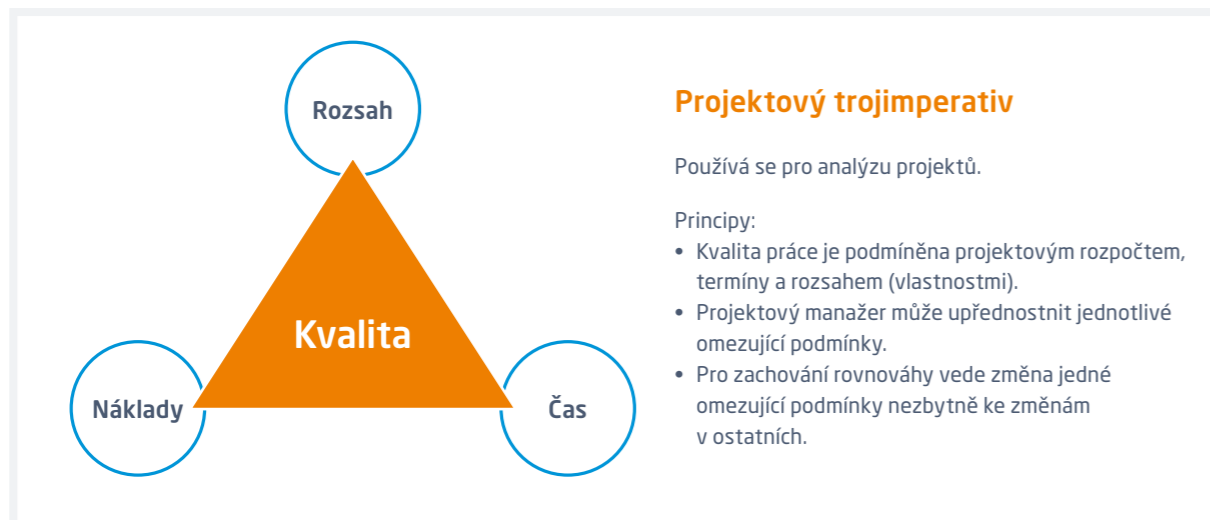 Rozsah
Kvalita
Náklady
Čas
Projektový trojimperativ
Používá se pro analýzu projektů.
Principy:
• Kvalita práce je podmíněna projektovým rozpočtem,
termíny a rozsahem (vlastnostmi).
• Projektový manažer může upřednostnit jednotlivé
omezující podmínky.
• Pro zachování rovnováhy vede změna jedné
omezující podmínky nezbytně ke změnám
v ostatních.